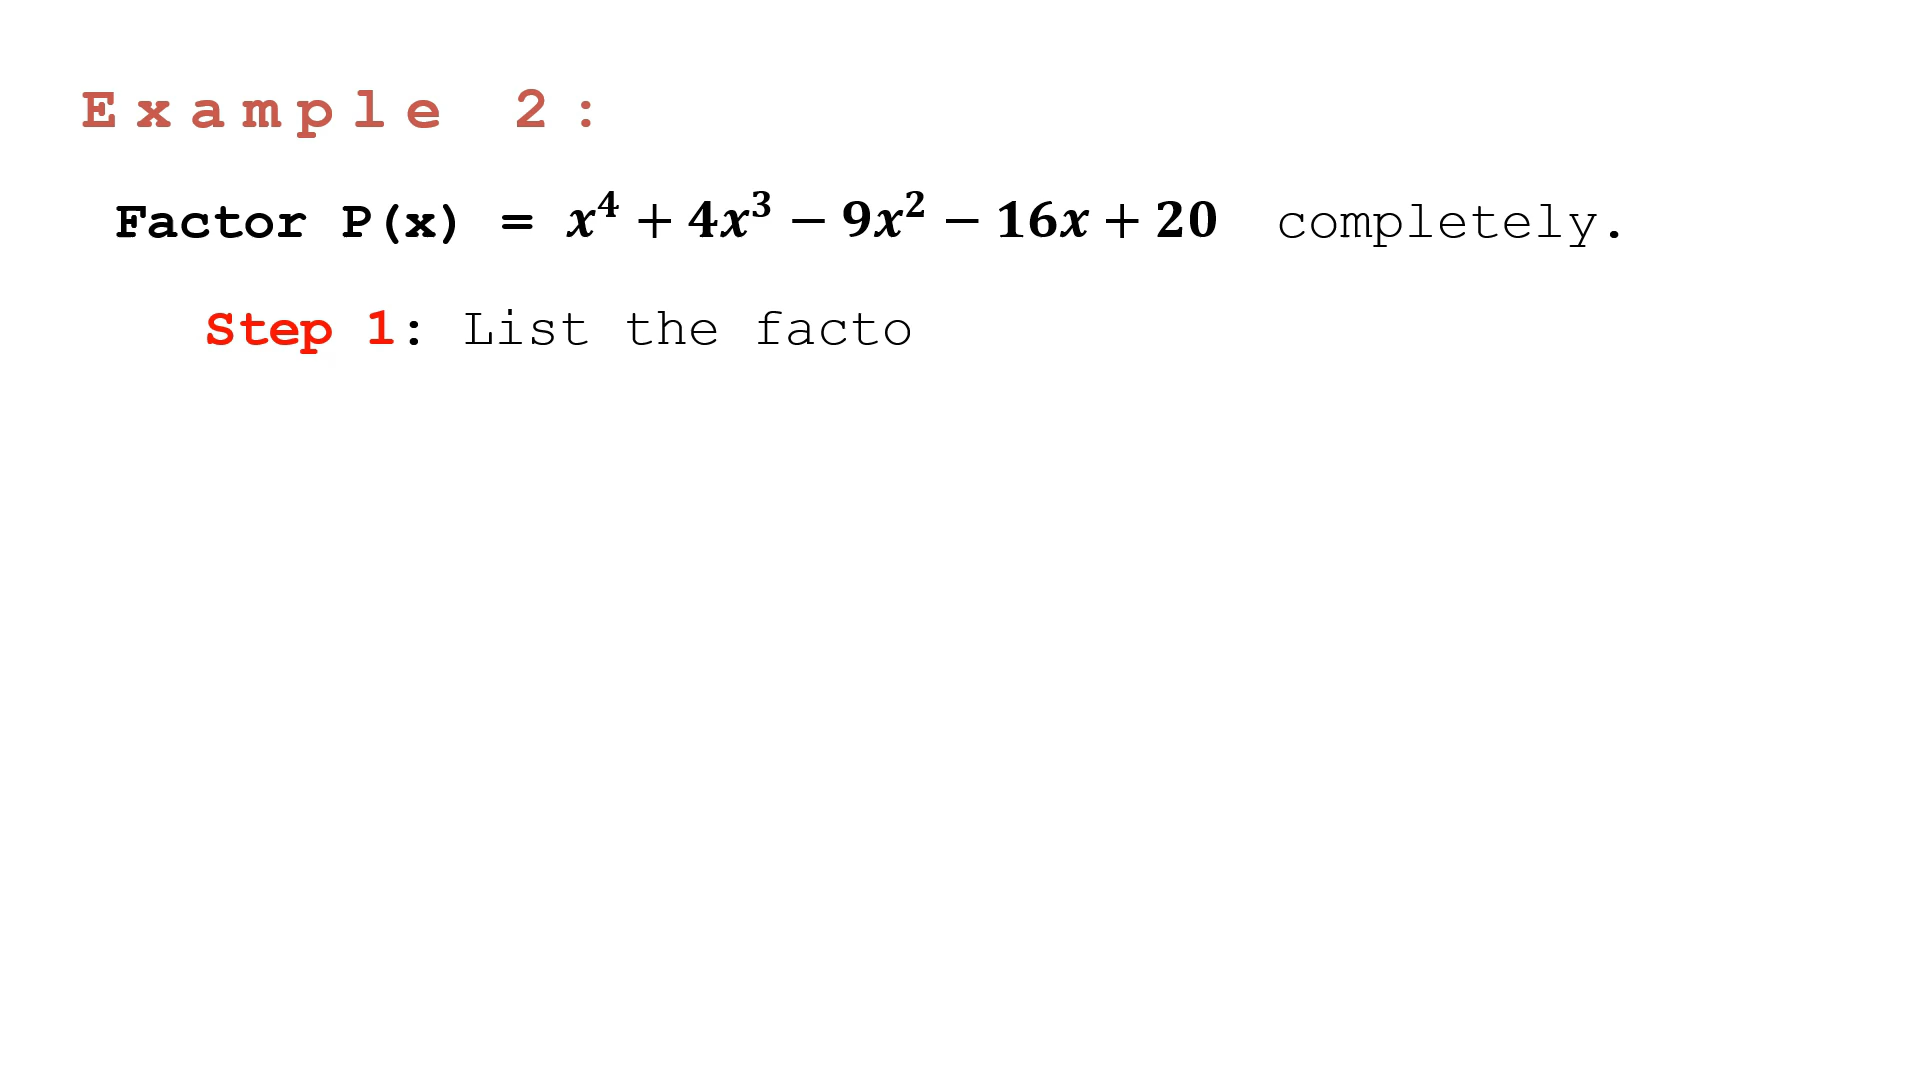 Example 2:
Factor P(x) = x⁴ + 4x³ − 9x² − 16x + 20 completely.
Step 1: List the facto